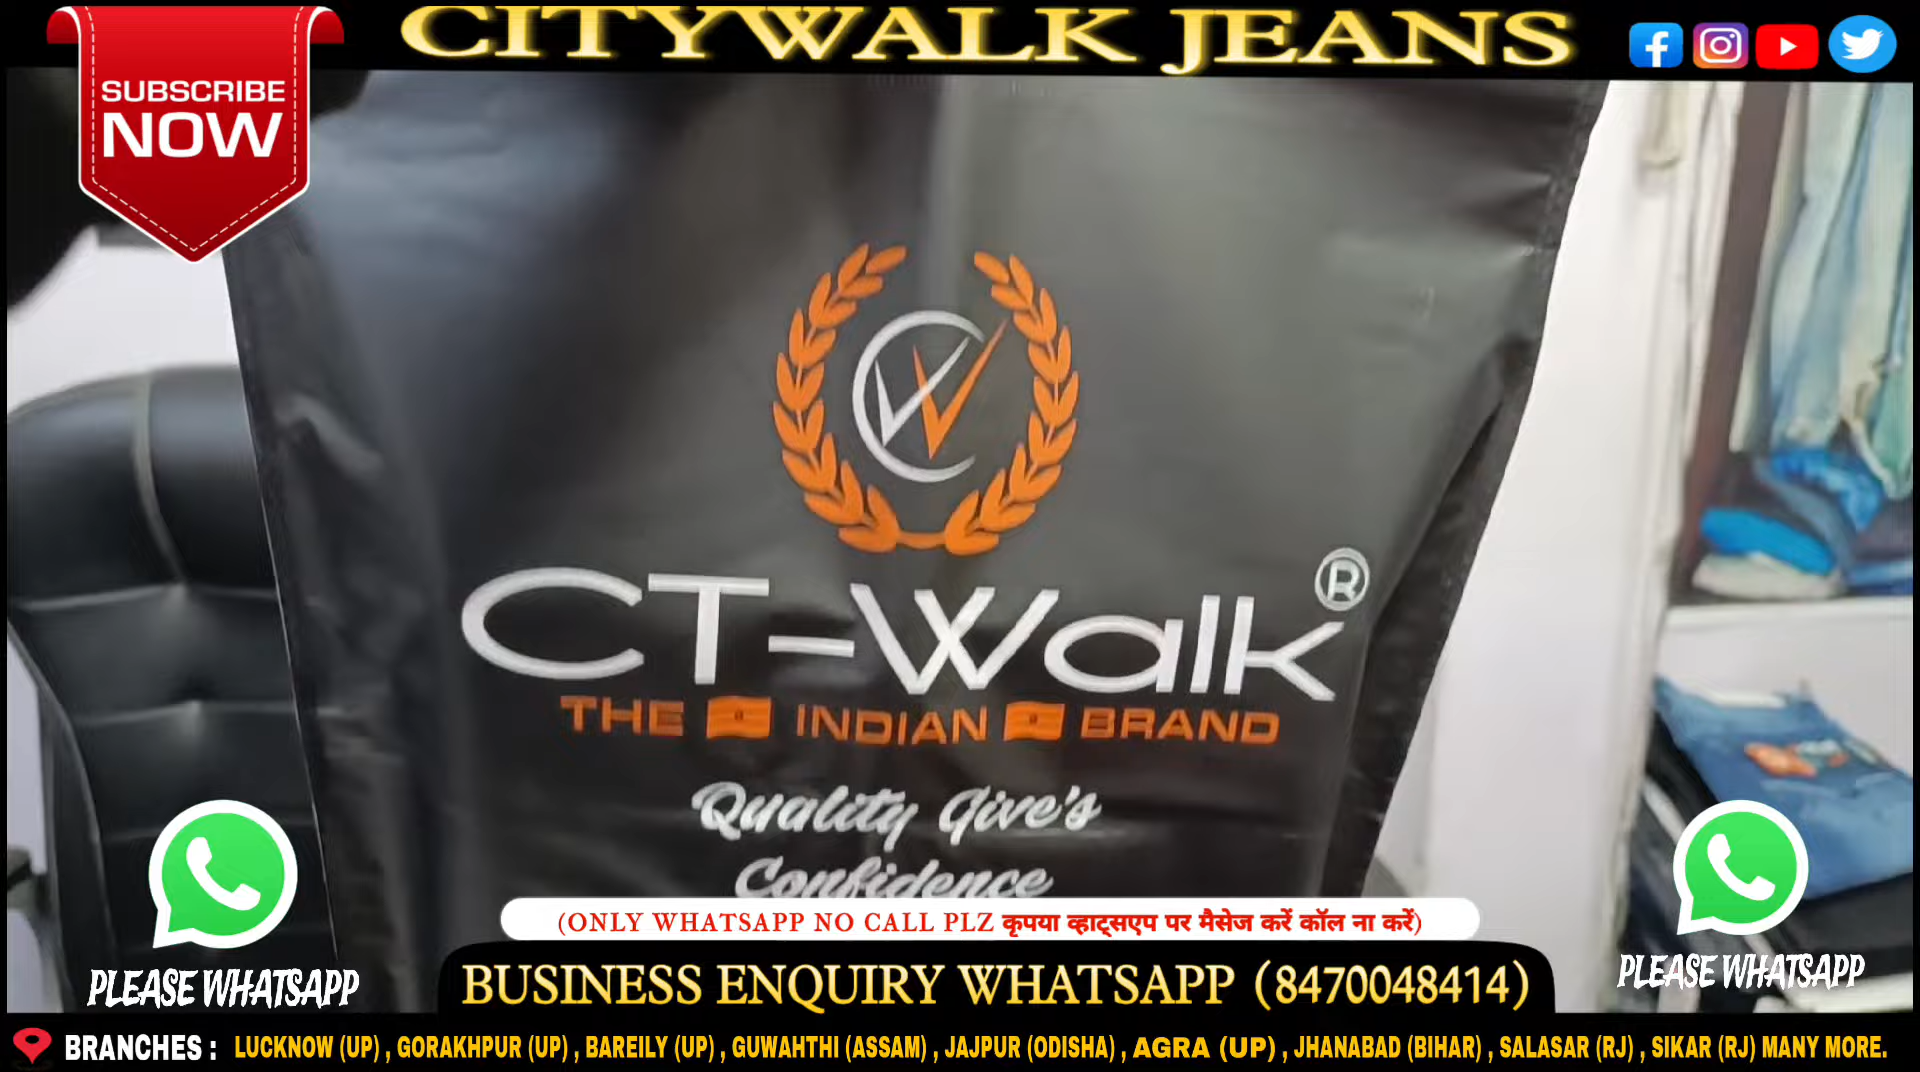 CITYWALK JEANS
SUBSCRIBE
NOW
CT-Walk®
THE INDIAN BRAND
Quality Give's
Confidence
(ONLY WHATSAPP NO CALL PLZ कृपया व्हाट्सएप पर मैसेज करें कॉल ना करें)
BUSINESS ENQUIRY WHATSAPP (8470048414)
PLEASE WHATSAPP
PLEASE WHATSAPP
BRANCHES : LUCKNOW (UP) , GORAKHPUR (UP) , BAREILY (UP) , GUWAHTHI (ASSAM) , JAJPUR (ODISHA) , AGRA (UP) , JHANABAD (BIHAR) , SALASAR (RJ) , SIKAR (RJ) MANY MORE.